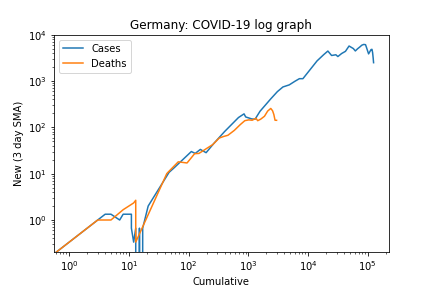 Germany: COVID-19 log graph
Cases
Deaths
New (3 day SMA)
10⁴
10³
10²
10¹
10⁰
10⁰ 10¹ 10² 10³ 10⁴ 10⁵
Cumulative